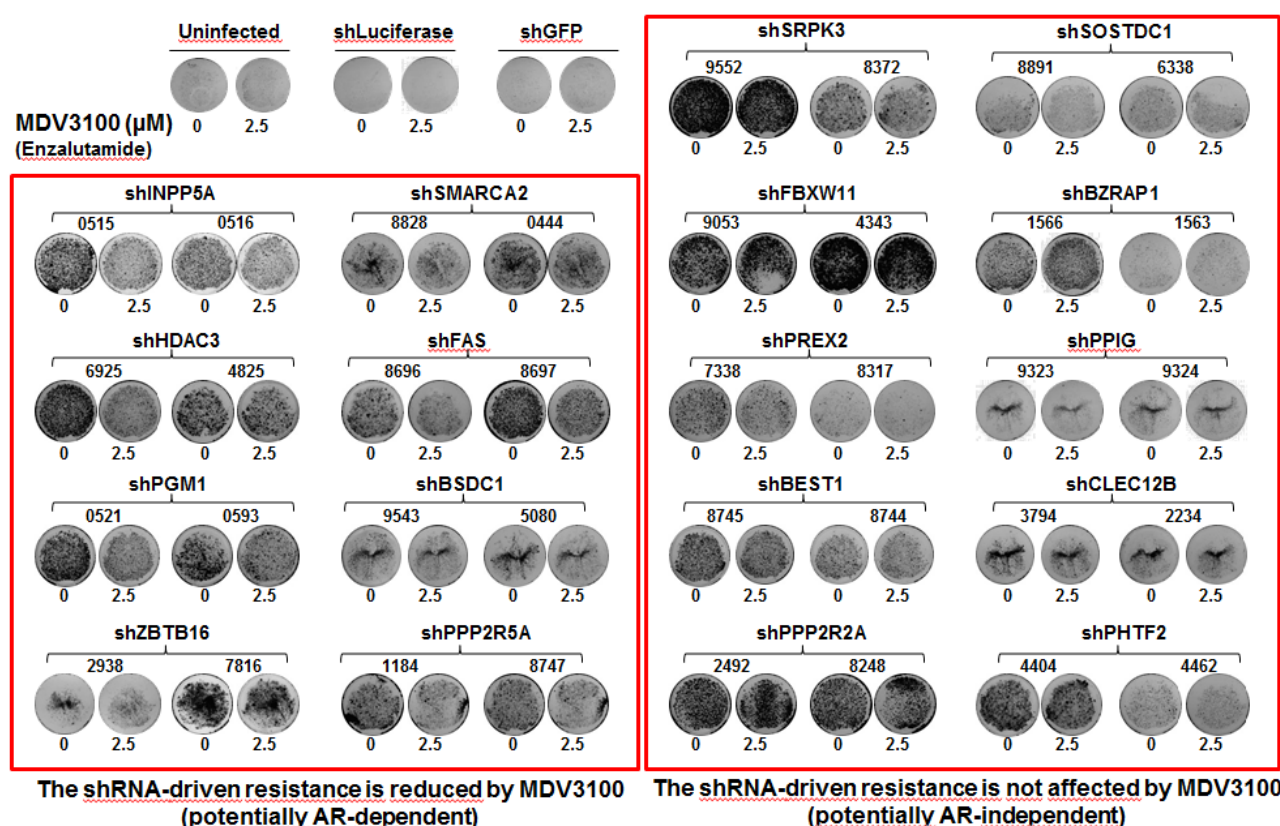 Uninfected shLuciferase shGFP
0 2.5 0 2.5 0 2.5
MDV3100 (µM)
(Enzalutamide)
shINPP5A shSMARCA2
0515 0516 8828 0444
0 2.5 0 2.5 0 2.5 0 2.5
shHDAC3 shFAS
6925 4825 8696 8697
0 2.5 0 2.5 0 2.5 0 2.5
shPGM1 shBSDC1
0521 0593 9543 5080
0 2.5 0 2.5 0 2.5 0 2.5
shZBTB16 shPPP2R5A
2938 7816 1184 8747
0 2.5 0 2.5 0 2.5 0 2.5
The shRNA-driven resistance is reduced by MDV3100
(potentially AR-dependent)
shSRPK3 shSOSTDC1
9552 8372 8891 6338
0 2.5 0 2.5 0 2.5 0 2.5
shFBXW11 shBZRAP1
9053 4343 1566 1563
0 2.5 0 2.5 0 2.5 0 2.5
shPREX2 shPPIG
7338 8317 9323 9324
0 2.5 0 2.5 0 2.5 0 2.5
shBEST1 shCLEC12B
8745 8744 3794 2234
0 2.5 0 2.5 0 2.5 0 2.5
shPPP2R2A shPHTF2
2492 8248 4404 4462
0 2.5 0 2.5 0 2.5 0 2.5
The shRNA-driven resistance is not affected by MDV3100
(potentially AR-independent)